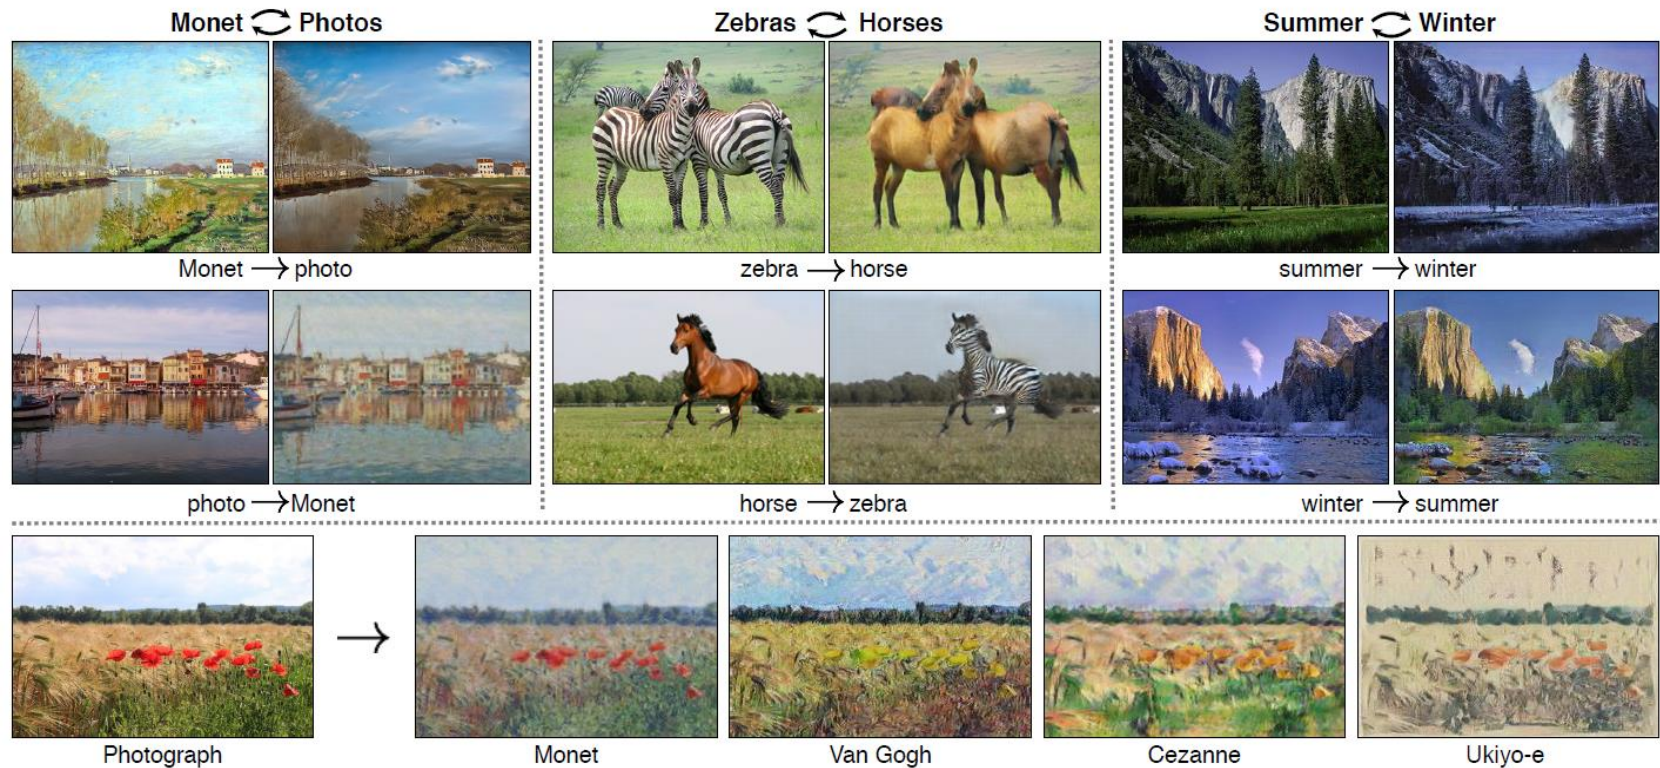 Monet Photos
Zebras Horses
Summer Winter
Monet → photo
zebra → horse
summer → winter
photo → Monet
horse → zebra
winter → summer
Photograph
Monet
Van Gogh
Cezanne
Ukiyo-e